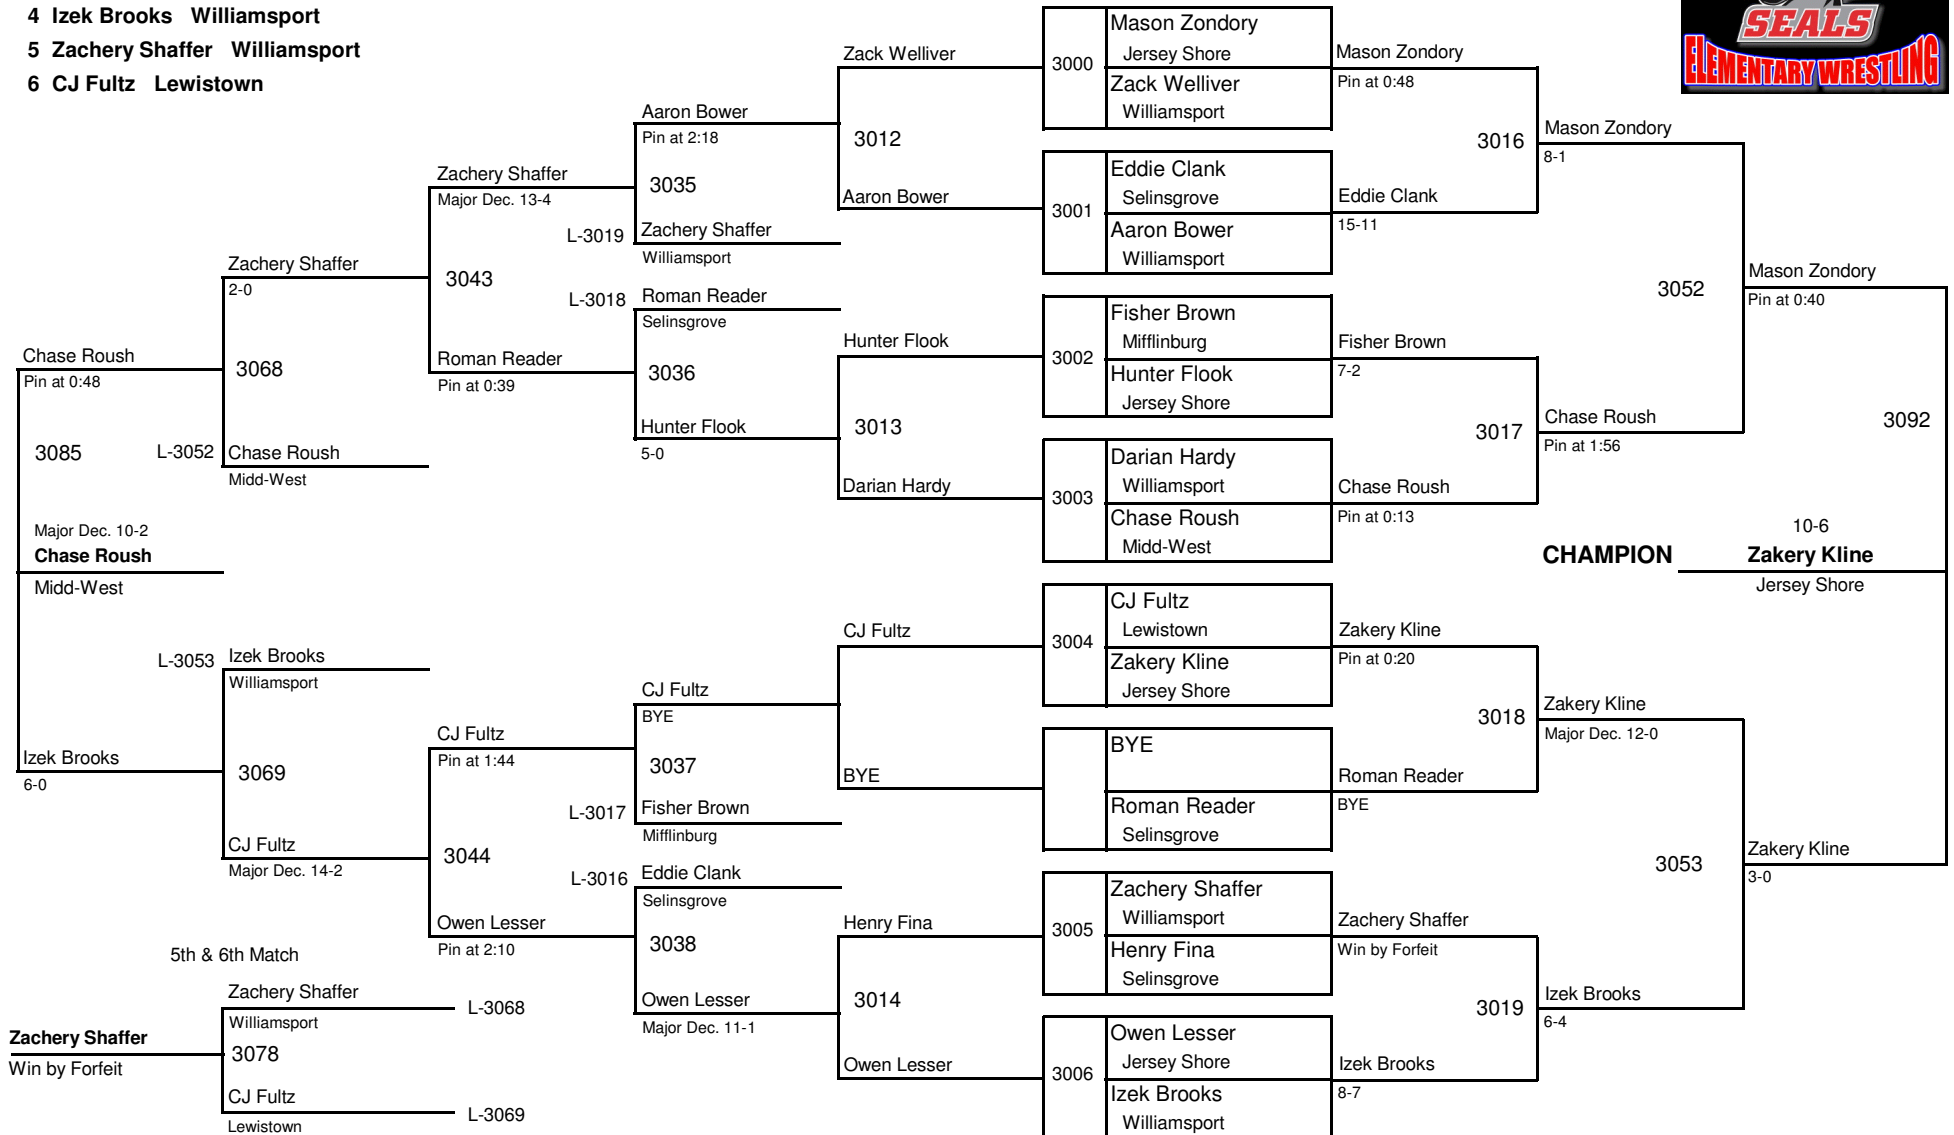 4 Izek Brooks Williamsport
5 Zachery Shaffer Williamsport
6 CJ Fultz Lewistown
SEALS
ELEMENTARY WRESTLING
Chase Roush
Pin at 0:48
3085
Major Dec. 10-2
Chase Roush
Midd-West
Izek Brooks
6-0
Zachery Shaffer
2-0
3068
L-3052
Chase Roush
Midd-West
L-3053
Izek Brooks
Williamsport
3069
CJ Fultz
Major Dec. 14-2
5th & 6th Match
Zachery Shaffer
L-3068
Williamsport
Zachery Shaffer
3078
Win by Forfeit
CJ Fultz
L-3069
Lewistown
Zachery Shaffer
Major Dec. 13-4
3043
Roman Reader
Pin at 0:39
CJ Fultz
Pin at 1:44
3044
Owen Lesser
Pin at 2:10
Aaron Bower
Pin at 2:18
3035
L-3019
Zachery Shaffer
Williamsport
L-3018
Roman Reader
Selinsgrove
3036
Hunter Flook
5-0
CJ Fultz
BYE
3037
L-3017
Fisher Brown
Mifflinburg
L-3016
Eddie Clank
Selinsgrove
3038
Owen Lesser
Major Dec. 11-1
Zack Welliver
3012
Aaron Bower
Hunter Flook
3013
Darian Hardy
CJ Fultz
BYE
Henry Fina
3014
Owen Lesser
3000
Mason Zondory
Jersey Shore
Zack Welliver
Williamsport
3001
Eddie Clank
Selinsgrove
Aaron Bower
Williamsport
3002
Fisher Brown
Mifflinburg
Hunter Flook
Jersey Shore
3003
Darian Hardy
Williamsport
Chase Roush
Midd-West
3004
CJ Fultz
Lewistown
Zakery Kline
Jersey Shore
BYE
Roman Reader
Selinsgrove
3005
Zachery Shaffer
Williamsport
Henry Fina
Selinsgrove
3006
Owen Lesser
Jersey Shore
Izek Brooks
Williamsport
Mason Zondory
Pin at 0:48
3016
Eddie Clank
15-11
Fisher Brown
7-2
3017
Chase Roush
Pin at 0:13
Zakery Kline
Pin at 0:20
3018
Roman Reader
BYE
Zachery Shaffer
Win by Forfeit
3019
Izek Brooks
8-7
Mason Zondory
8-1
3052
Chase Roush
Pin at 1:56
Zakery Kline
Major Dec. 12-0
3053
Izek Brooks
6-4
Mason Zondory
Pin at 0:40
3092
10-6
CHAMPION Zakery Kline
Jersey Shore
Zakery Kline
3-0